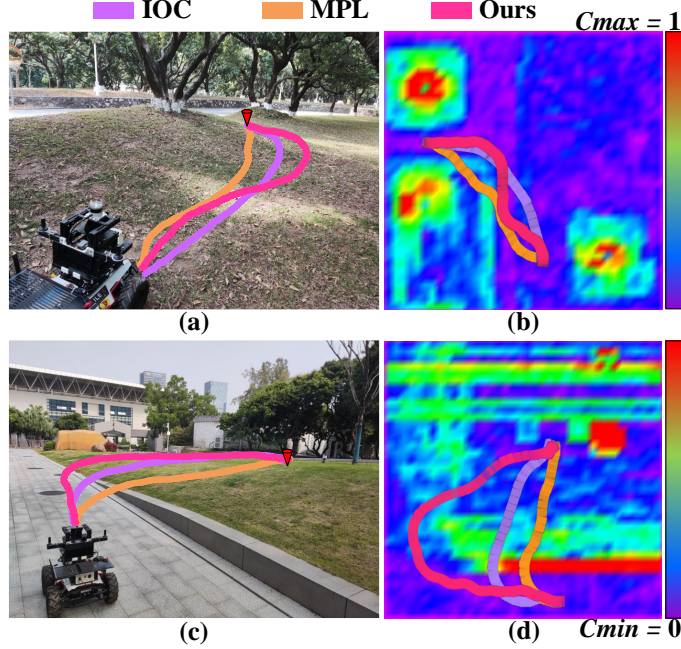 IOC MPL Ours
Cmax = 1
(a) (b)
(c) (d)
Cmin = 0